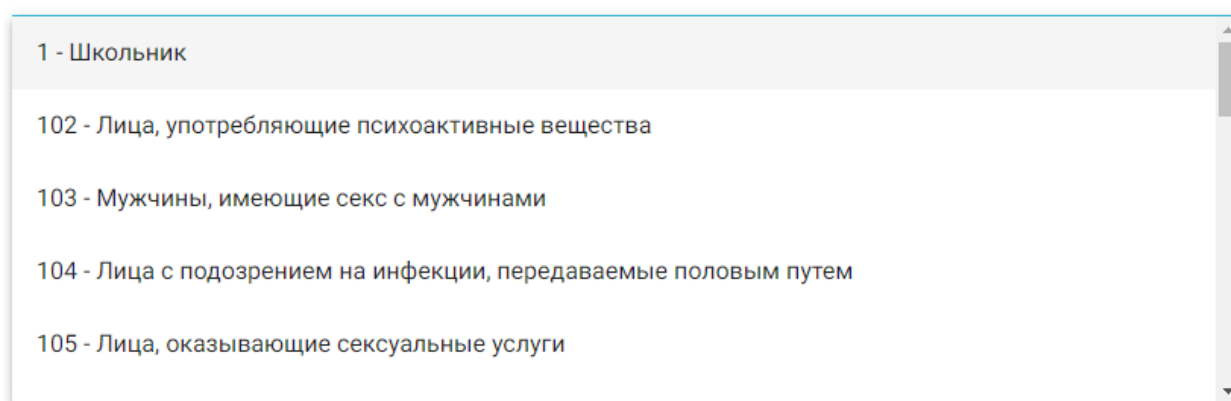 1 - Школьник
102 - Лица, употребляющие психоактивные вещества
103 - Мужчины, имеющие секс с мужчинами
104 - Лица с подозрением на инфекции, передаваемые половым путем
105 - Лица, оказывающие сексуальные услуги